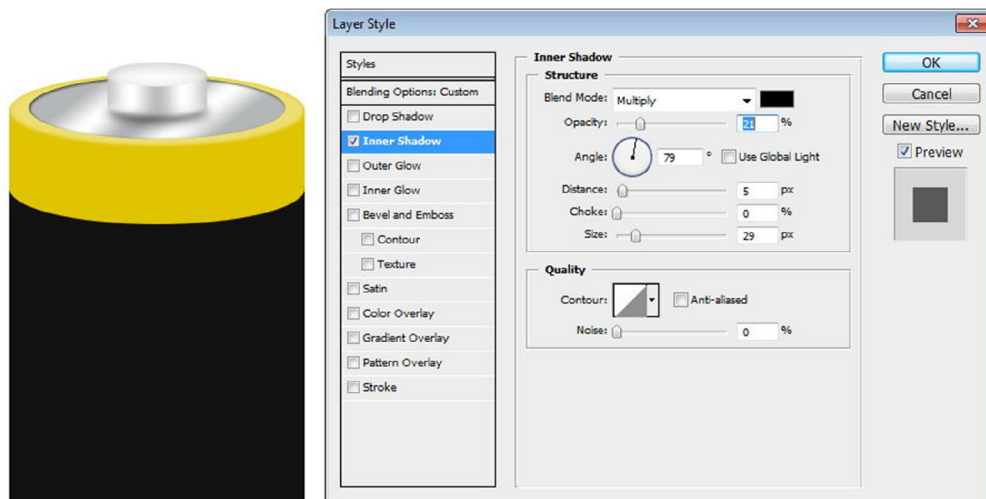 Layer Style
Styles
Blending Options: Custom
Drop Shadow
Inner Shadow
Outer Glow
Inner Glow
Bevel and Emboss
Contour
Texture
Satin
Color Overlay
Gradient Overlay
Pattern Overlay
Stroke
Inner Shadow
Structure
Blend Mode: Multiply
Opacity: 21 %
Angle: 79 ° Use Global Light
Distance: 5 px
Choke: 0 %
Size: 29 px
Quality
Contour: Anti-aliased
Noise: 0 %
OK
Cancel
New Style...
Preview